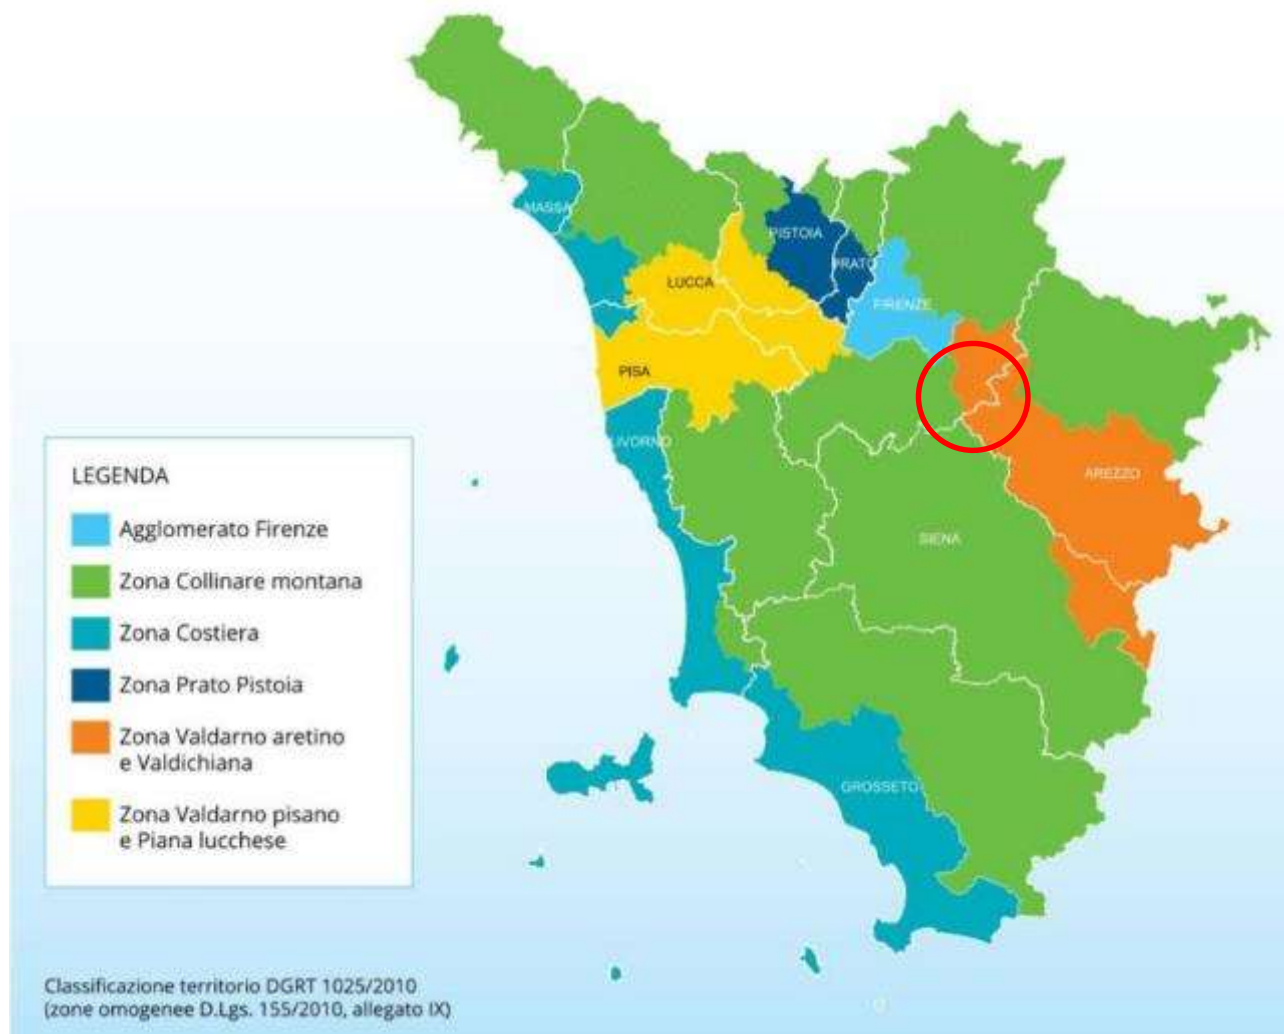 MASSA
PISTOIA
PRATO
LUCCA
FIRENZE
PISA
LIVORNO
AREZZO
SIENA
GROSSETO
LEGENDA
Agglomerato Firenze
Zona Collinare montana
Zona Costiera
Zona Prato Pistoia
Zona Valdarno aretino
e Valdichiana
Zona Valdarno pisano
e Piana lucchese
Classificazione territorio DGRT 1025/2010
(zone omogenee D.Lgs. 155/2010, allegato IX)